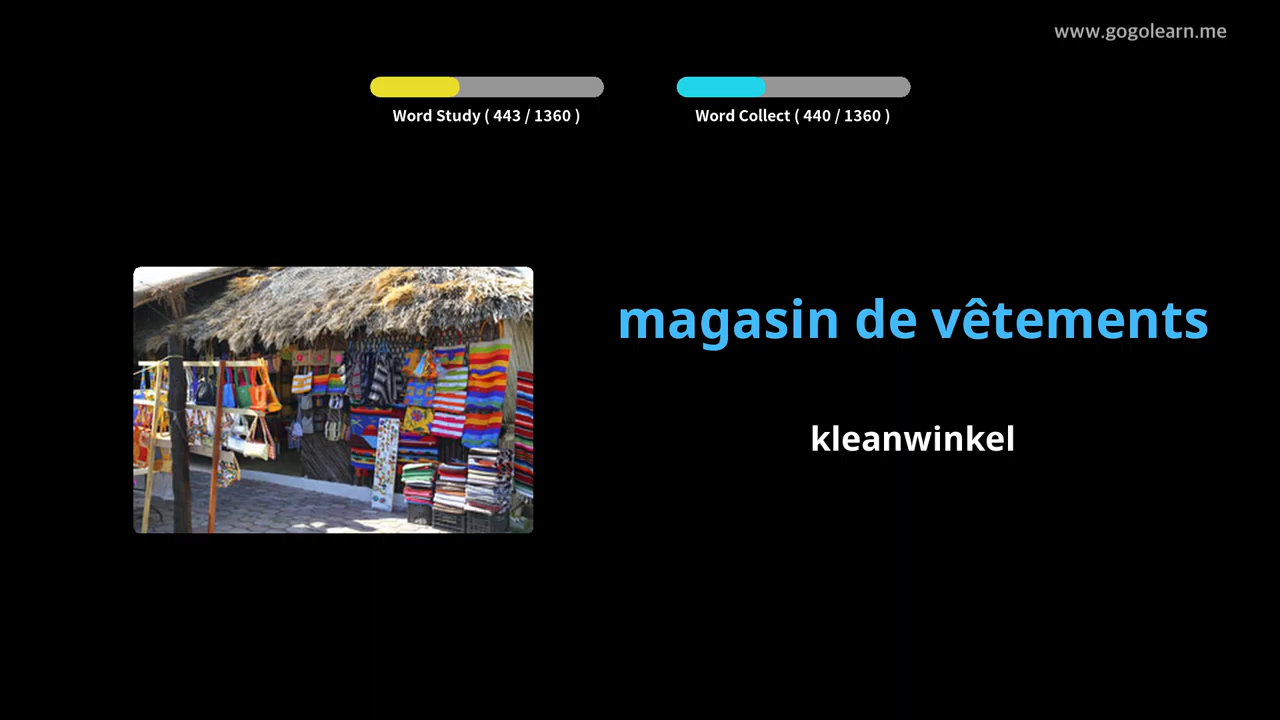 www.gogolearn.me
Word Study ( 443 / 1360 )
Word Collect ( 440 / 1360 )
magasin de vêtements
kleanwinkel